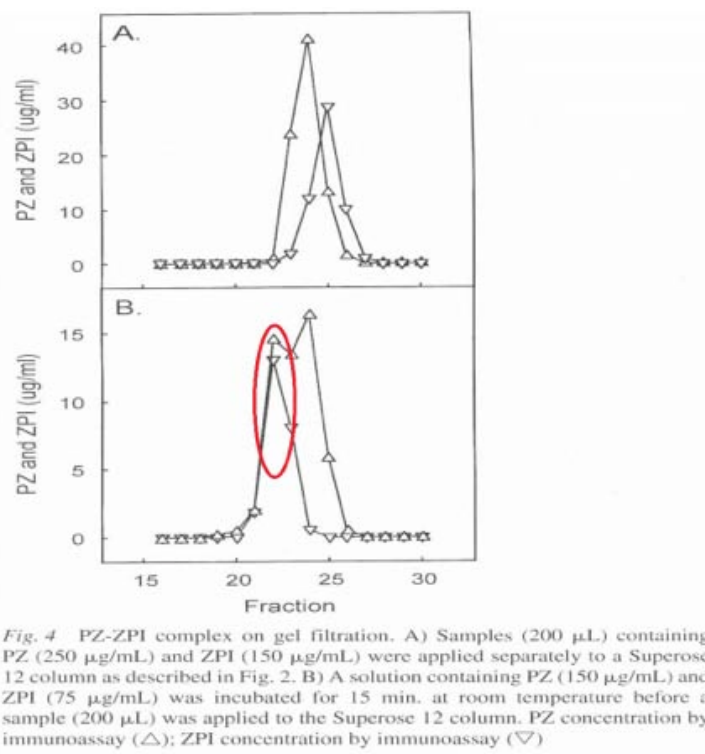 A.
40
30
20
10
0
PZ and ZPI (ug/ml)
B.
15
10
5
0
PZ and ZPI (ug/ml)
15 20 25 30
Fraction
Fig. 4 PZ-ZPI complex on gel filtration. A) Samples (200 μL) containing
PZ (250 μg/mL) and ZPI (150 μg/mL) were applied separately to a Superose
12 column as described in Fig. 2. B) A solution containing PZ (150 μg/mL) and
ZPI (75 μg/mL) was incubated for 15 min. at room temperature before a
sample (200 μL) was applied to the Superose 12 column. PZ concentration by
immunoassay (△); ZPI concentration by immunoassay (▽)